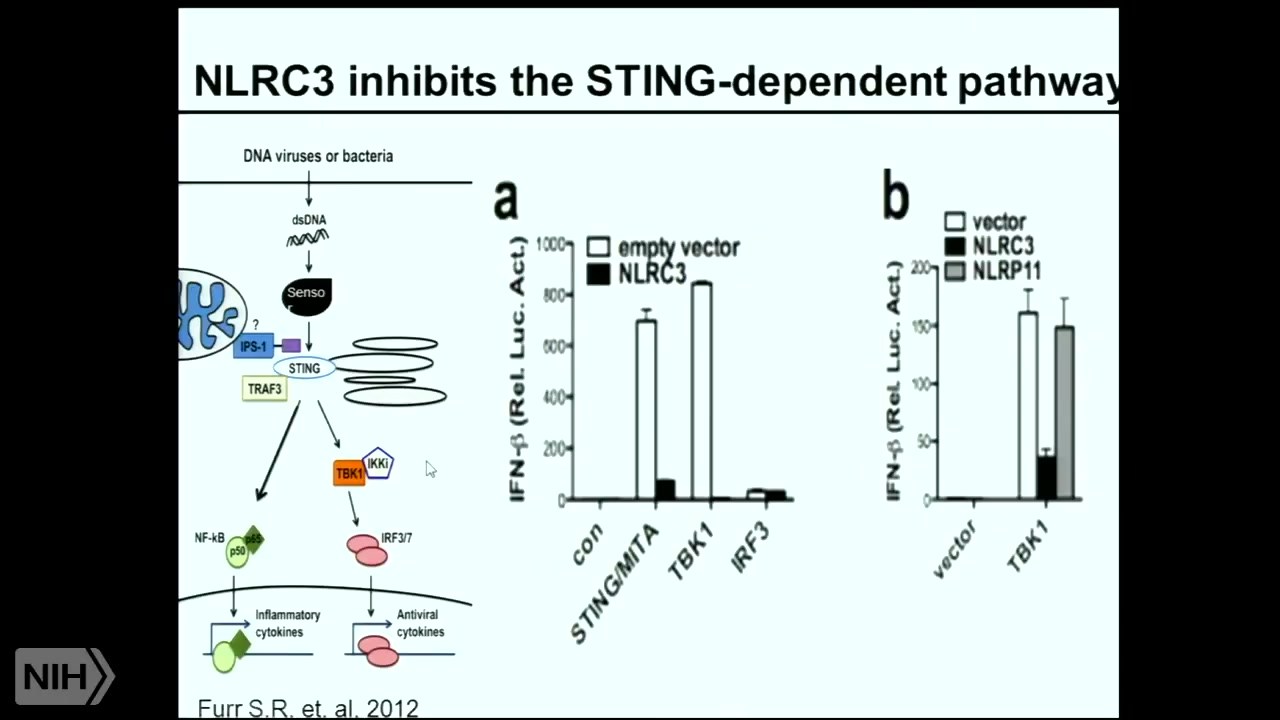 NLRC3 inhibits the STING-dependent pathway
DNA viruses or bacteria
dsDNA
Senso
r
?
IPS-1
STING
TRAF3
TBK1
IKKi
NF-kB
p50
p65
IRF3/7
Inflammatory
cytokines
Antiviral
cytokines
a
empty vector
NLRC3
IFN-β (Rel. Luc. Act.)
1000
800
600
400
200
0
con
STING/MITA
TBK1
IRF3
b
vector
NLRC3
NLRP11
IFN-β (Rel. Luc. Act.)
200
150
100
50
0
vector
TBK1
Furr S.R. et. al. 2012
NIH